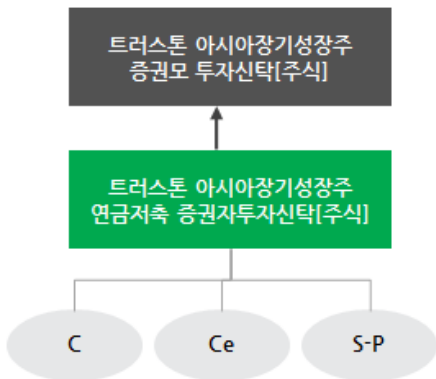 트러스톤 아시아장기성장주
증권모 투자신탁[주식]
트러스톤 아시아장기성장주
연금저축 증권자투자신탁[주식]
C
Ce
S-P